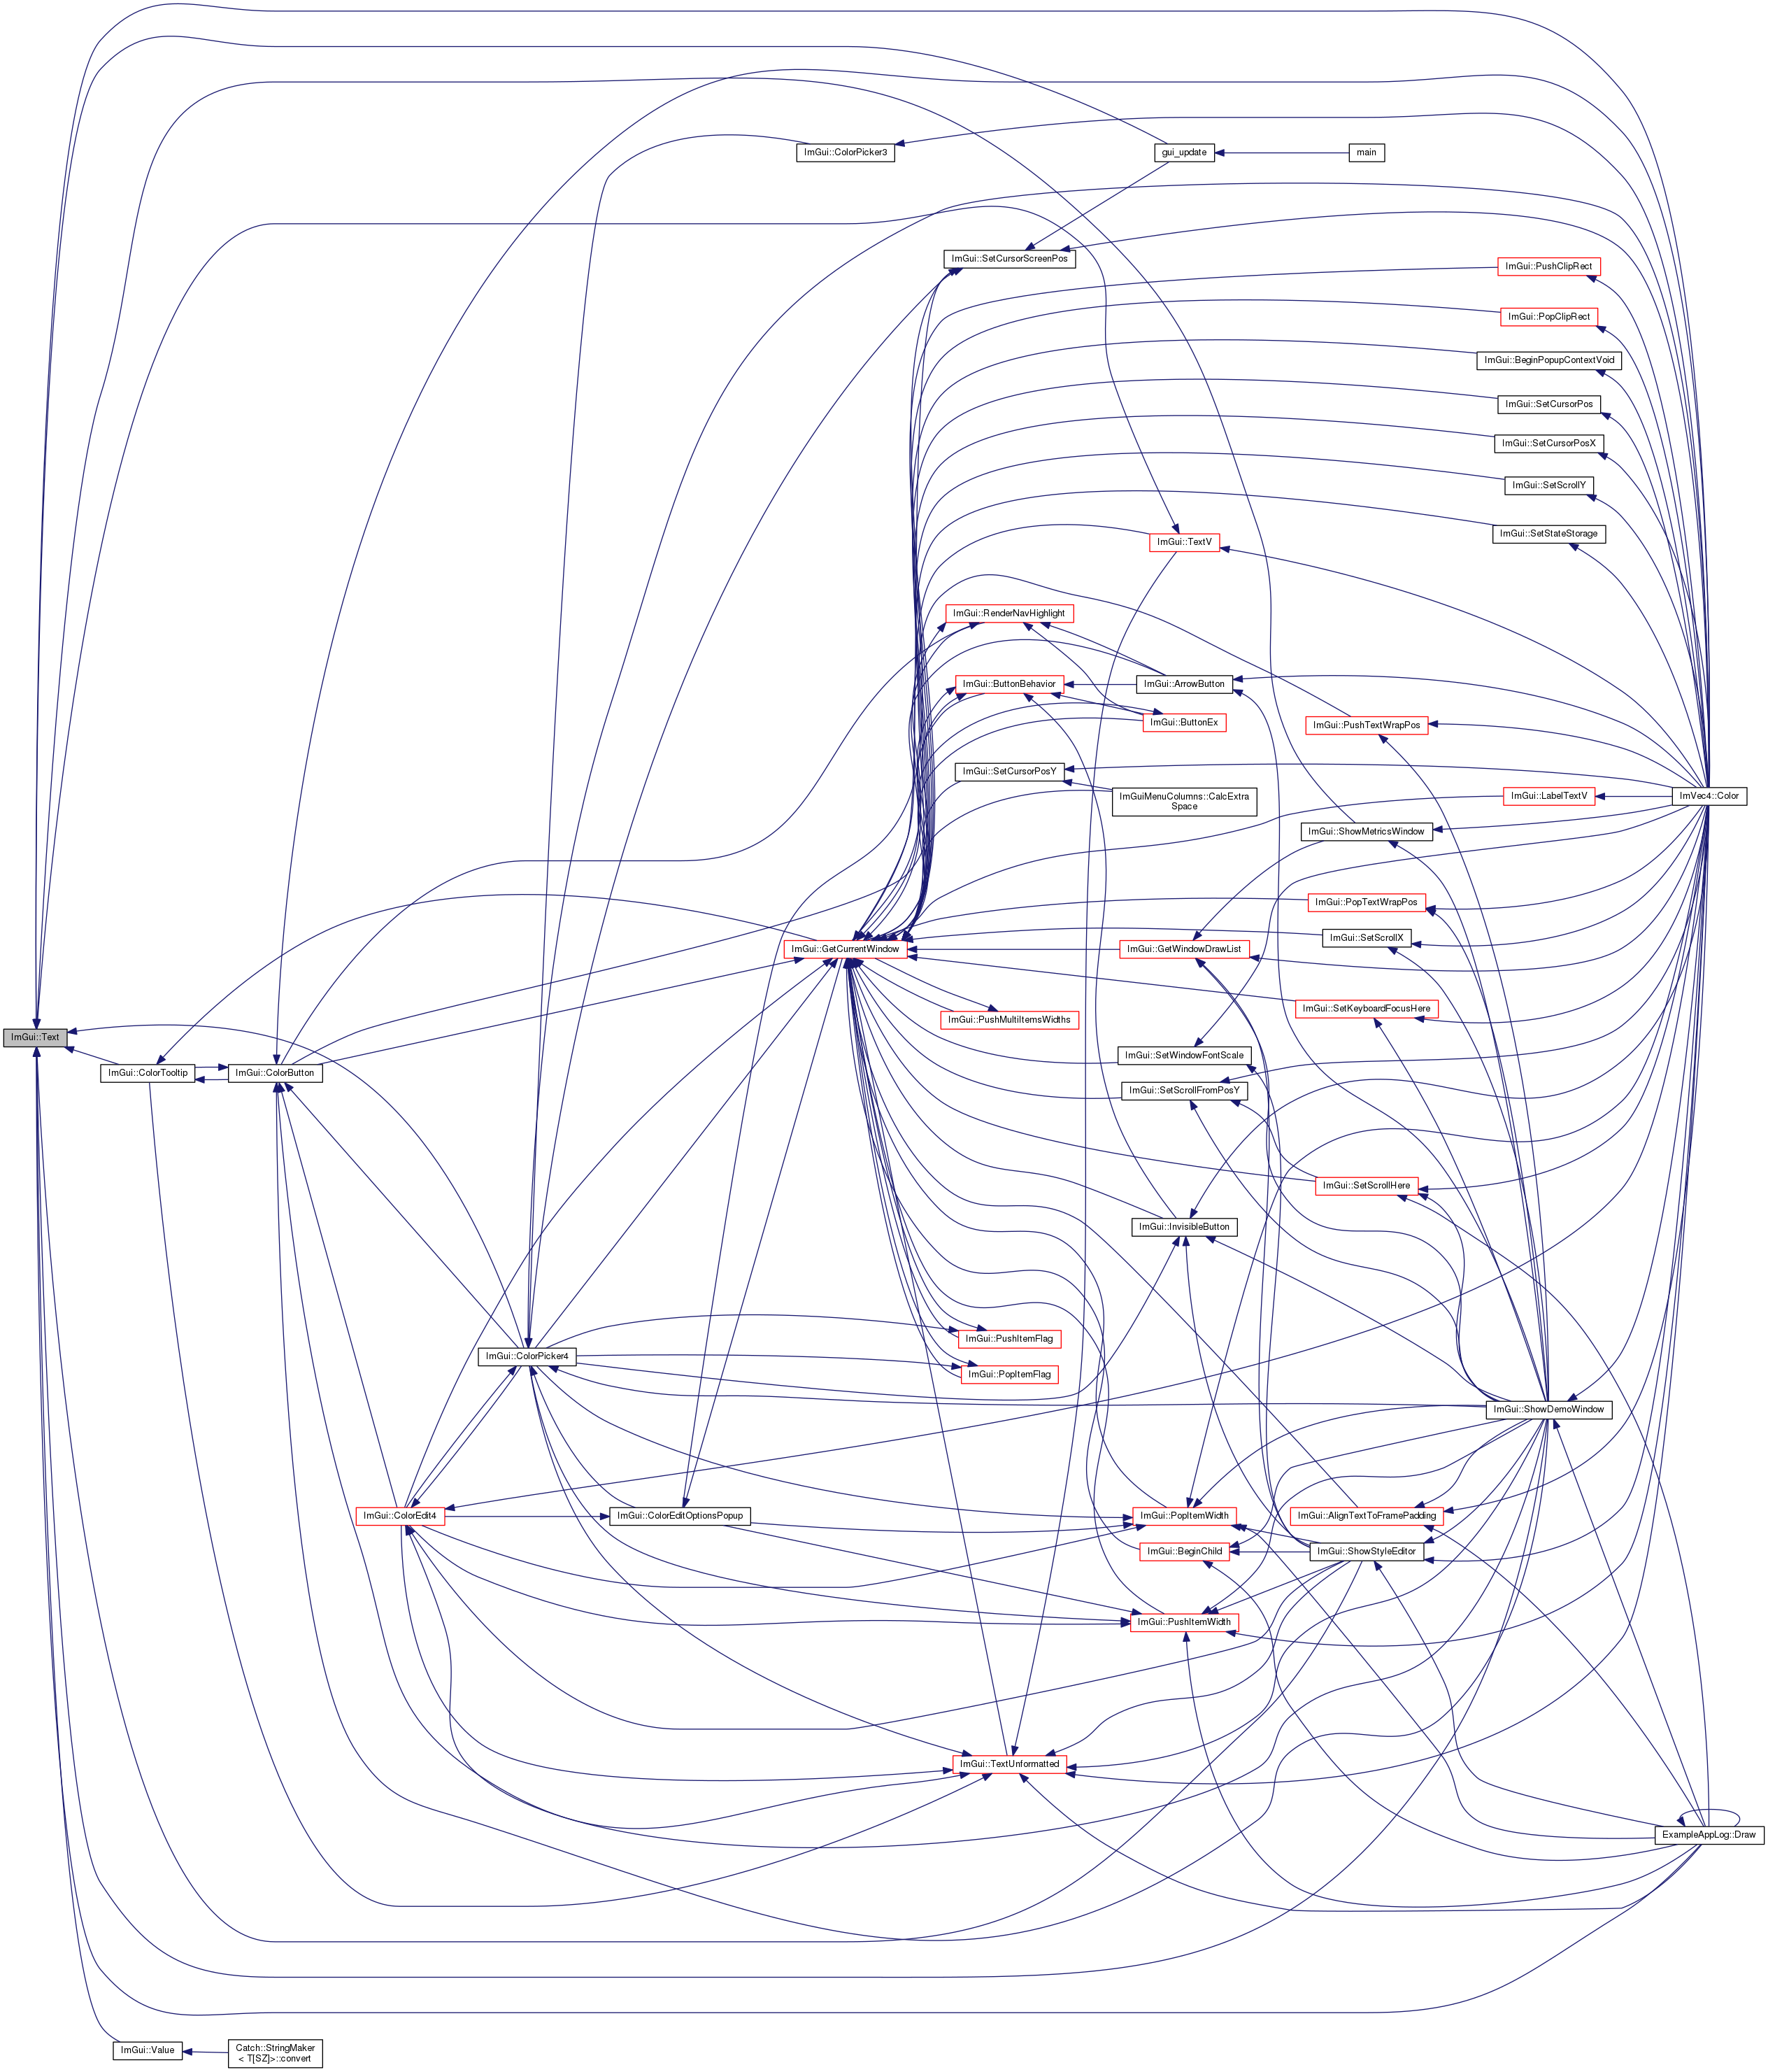 ImGui::ColorPicker3
gui_update
main
ImGui::SetCursorScreenPos
ImGui::PushClipRect
ImGui::PopClipRect
ImGui::BeginPopupContextVoid
ImGui::SetCursorPos
ImGui::SetCursorPosX
ImGui::SetScrollY
ImGui::SetStateStorage
ImGui::TextV
ImGui::RenderNavHighlight
ImGui::ButtonBehavior
ImGui::ArrowButton
ImGui::ButtonEx
ImGui::PushTextWrapPos
ImGui::SetCursorPosY
ImGuiMenuColumns::CalcExtra
Space
ImGui::LabelTextV
ImVec4::Color
ImGui::ShowMetricsWindow
ImGui::PopTextWrapPos
ImGui::GetCurrentWindow
ImGui::GetWindowDrawList
ImGui::SetScrollX
ImGui::SetKeyboardFocusHere
ImGui::PushMultiItemsWidths
ImGui::Text
ImGui::ColorTooltip
ImGui::ColorButton
ImGui::SetWindowFontScale
ImGui::SetScrollFromPosY
ImGui::SetScrollHere
ImGui::InvisibleButton
ImGui::PushItemFlag
ImGui::ColorPicker4
ImGui::PopItemFlag
ImGui::ShowDemoWindow
ImGui::ColorEdit4
ImGui::ColorEditOptionsPopup
ImGui::PopItemWidth
ImGui::AlignTextToFramePadding
ImGui::BeginChild
ImGui::ShowStyleEditor
ImGui::PushItemWidth
ImGui::TextUnformatted
ExampleAppLog::Draw
ImGui::Value
Catch::StringMaker
< T[SZ]>::convert